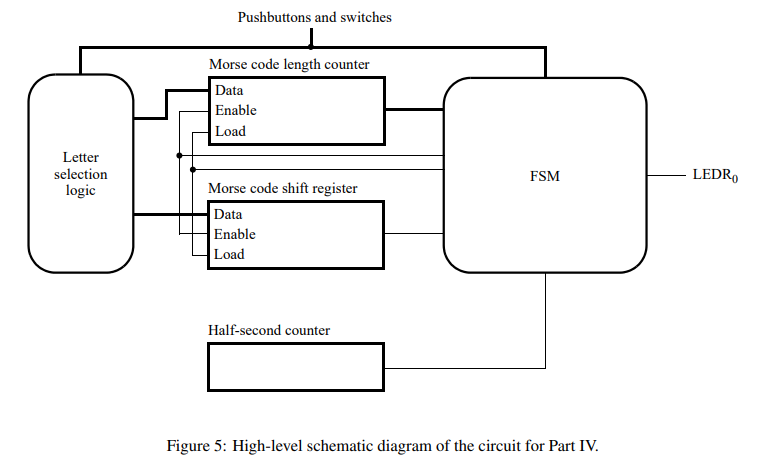 Pushbuttons and switches
Morse code length counter
Data
Enable
Load
Letter
selection
logic
FSM
LEDR₀
Morse code shift register
Data
Enable
Load
Half-second counter
Figure 5: High-level schematic diagram of the circuit for Part IV.